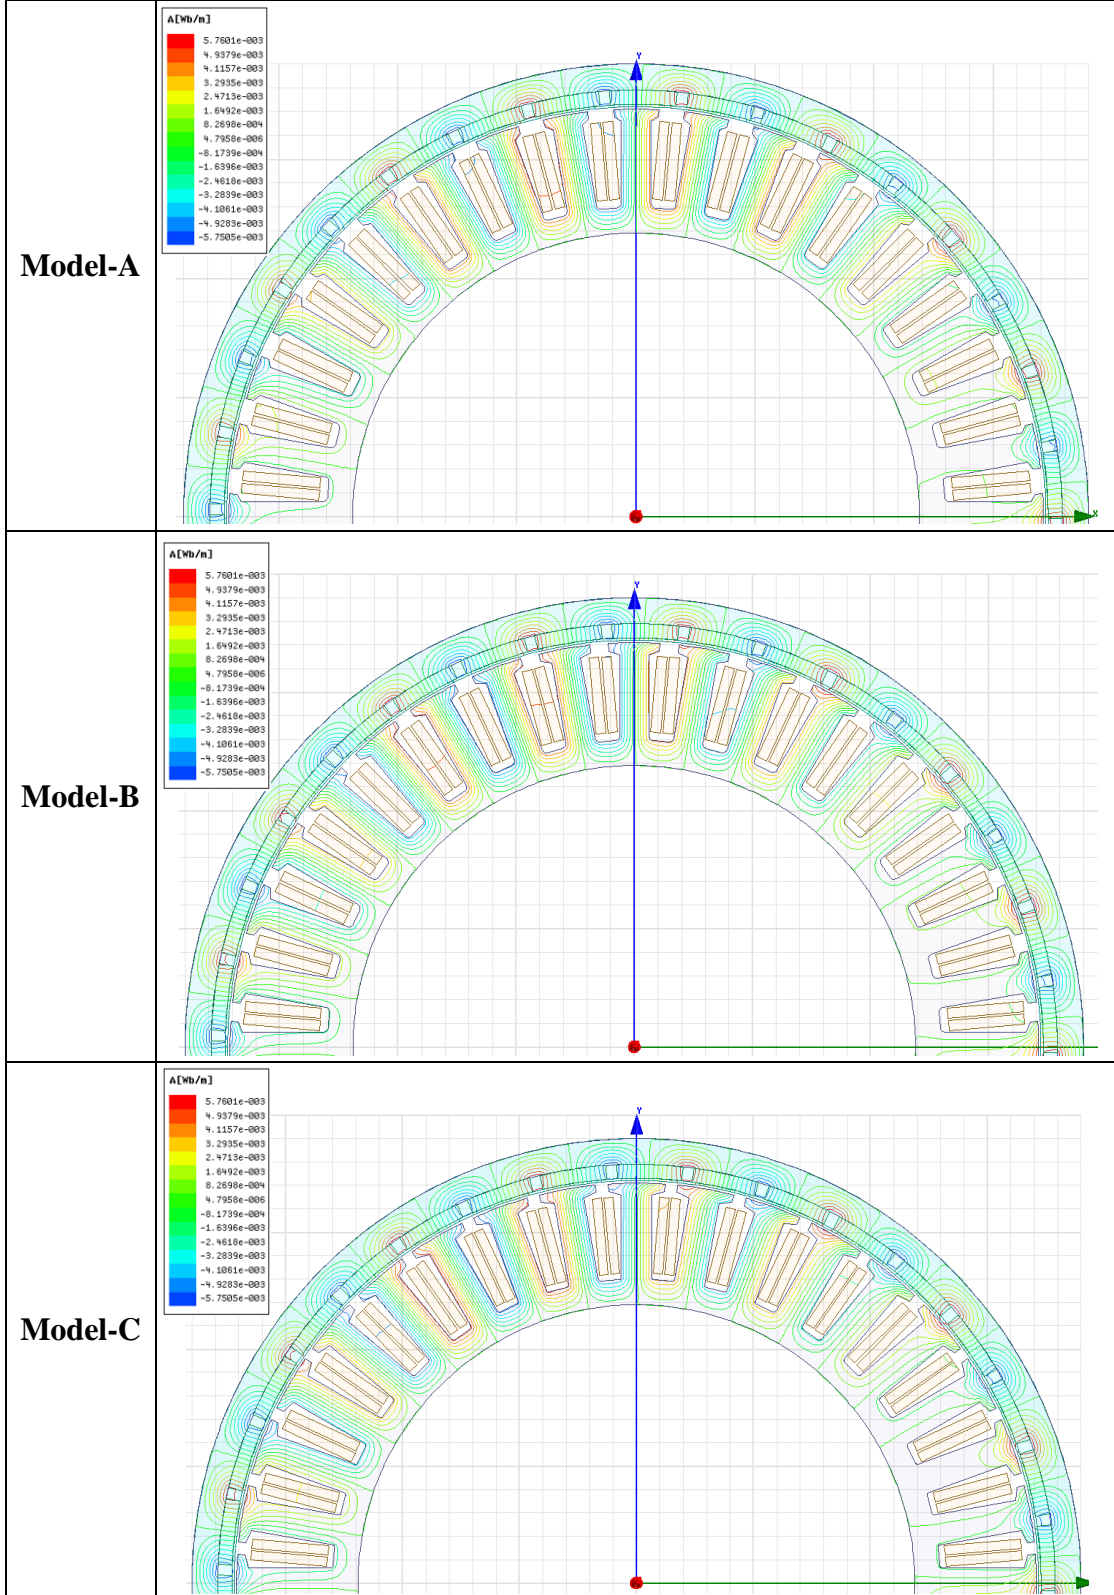 A[Wb/m]
5.7601e-003
4.9379e-003
4.1157e-003
3.2935e-003
2.4713e-003
1.6492e-003
8.2698e-004
4.7958e-006
-8.1739e-004
-1.6396e-003
-2.4618e-003
-3.2839e-003
-4.1061e-003
-4.9283e-003
-5.7505e-003
Y
X
Model-A
A[Wb/m]
5.7601e-003
4.9379e-003
4.1157e-003
3.2935e-003
2.4713e-003
1.6492e-003
8.2698e-004
4.7958e-006
-8.1739e-004
-1.6396e-003
-2.4618e-003
-3.2839e-003
-4.1061e-003
-4.9283e-003
-5.7505e-003
Y
Model-B
A[Wb/m]
5.7601e-003
4.9379e-003
4.1157e-003
3.2935e-003
2.4713e-003
1.6492e-003
8.2698e-004
4.7958e-006
-8.1739e-004
-1.6396e-003
-2.4618e-003
-3.2839e-003
-4.1061e-003
-4.9283e-003
-5.7505e-003
Y
Model-C